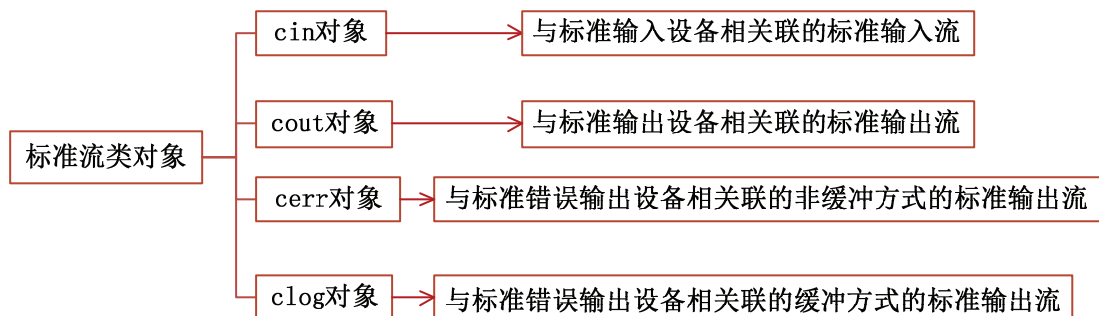 cin对象
与标准输入设备相关联的标准输入流
cout对象
与标准输出设备相关联的标准输出流
标准流类对象
cerr对象
与标准错误输出设备相关联的非缓冲方式的标准输出流
clog对象
与标准错误输出设备相关联的缓冲方式的标准输出流